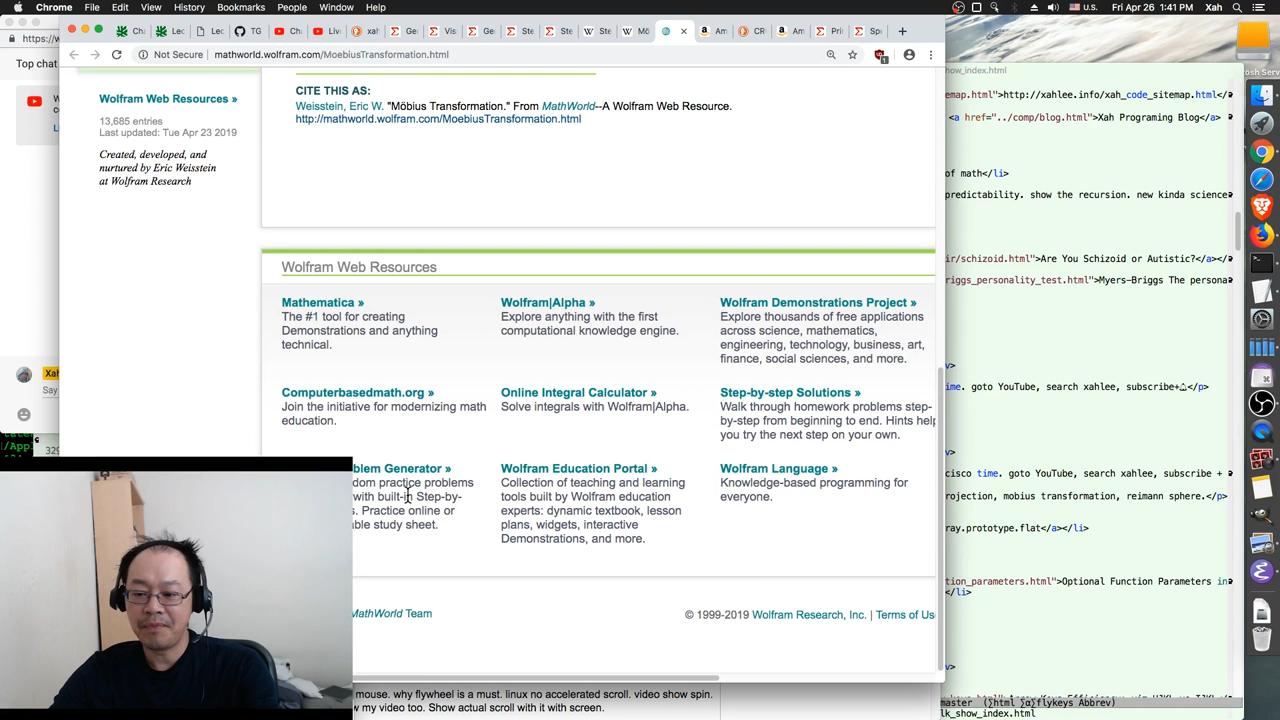 Chrome File Edit View History Bookmarks People Window Help
Fri Apr 26 1:41 PM Xah
Not Secure mathworld.wolfram.com/MoebiusTransformation.html
https://w
Top chat
Wolfram Web Resources »
13,685 entries
Last updated: Tue Apr 23 2019
Created, developed, and
nurtured by Eric Weisstein
at Wolfram Research
CITE THIS AS:
Weisstein, Eric W. "Möbius Transformation." From MathWorld--A Wolfram Web Resource.
http://mathworld.wolfram.com/MoebiusTransformation.html
Wolfram Web Resources
Mathematica »
The #1 tool for creating
Demonstrations and anything
technical.
Wolfram|Alpha »
Explore anything with the first
computational knowledge engine.
Wolfram Demonstrations Project »
Explore thousands of free applications
across science, mathematics,
engineering, technology, business, art,
finance, social sciences, and more.
Computerbasedmath.org »
Join the initiative for modernizing math
education.
Online Integral Calculator »
Solve integrals with Wolfram|Alpha.
Step-by-step Solutions »
Walk through homework problems step-
by-step from beginning to end. Hints help
you try the next step on your own.
blem Generator »
dom practice problems
with built-in Step-by-
s. Practice online or
able study sheet.
Wolfram Education Portal »
Collection of teaching and learning
tools built by Wolfram education
experts: dynamic textbook, lesson
plans, widgets, interactive
Demonstrations, and more.
Wolfram Language »
Knowledge-based programming for
everyone.
MathWorld Team
© 1999-2019 Wolfram Research, Inc. | Terms of Us
mouse. why flywheel is a must. linux no accelerated scroll. video show spin.
my video too. Show actual scroll with it with screen.
how_index.html
emap.html">http://xahlee.info/xah_code_sitemap.html</
<a href="../comp/blog.html">Xah Programing Blog</a>
of math</li>
predictability. show the recursion. new kinda science
ir/schizoid.html">Are You Schizoid or Autistic?</a></
riggs_personality_test.html">Myers-Briggs The persona
v>
ime. goto YouTube, search xahlee, subscribe+</p>
v>
cisco time. goto YouTube, search xahlee, subscribe +
rojection, mobius transformation, reimann sphere.</p>
ray.prototype.flat</a></li>
tion_parameters.html">Optional Function Parameters in
</li>
v>
lk_show_index.html